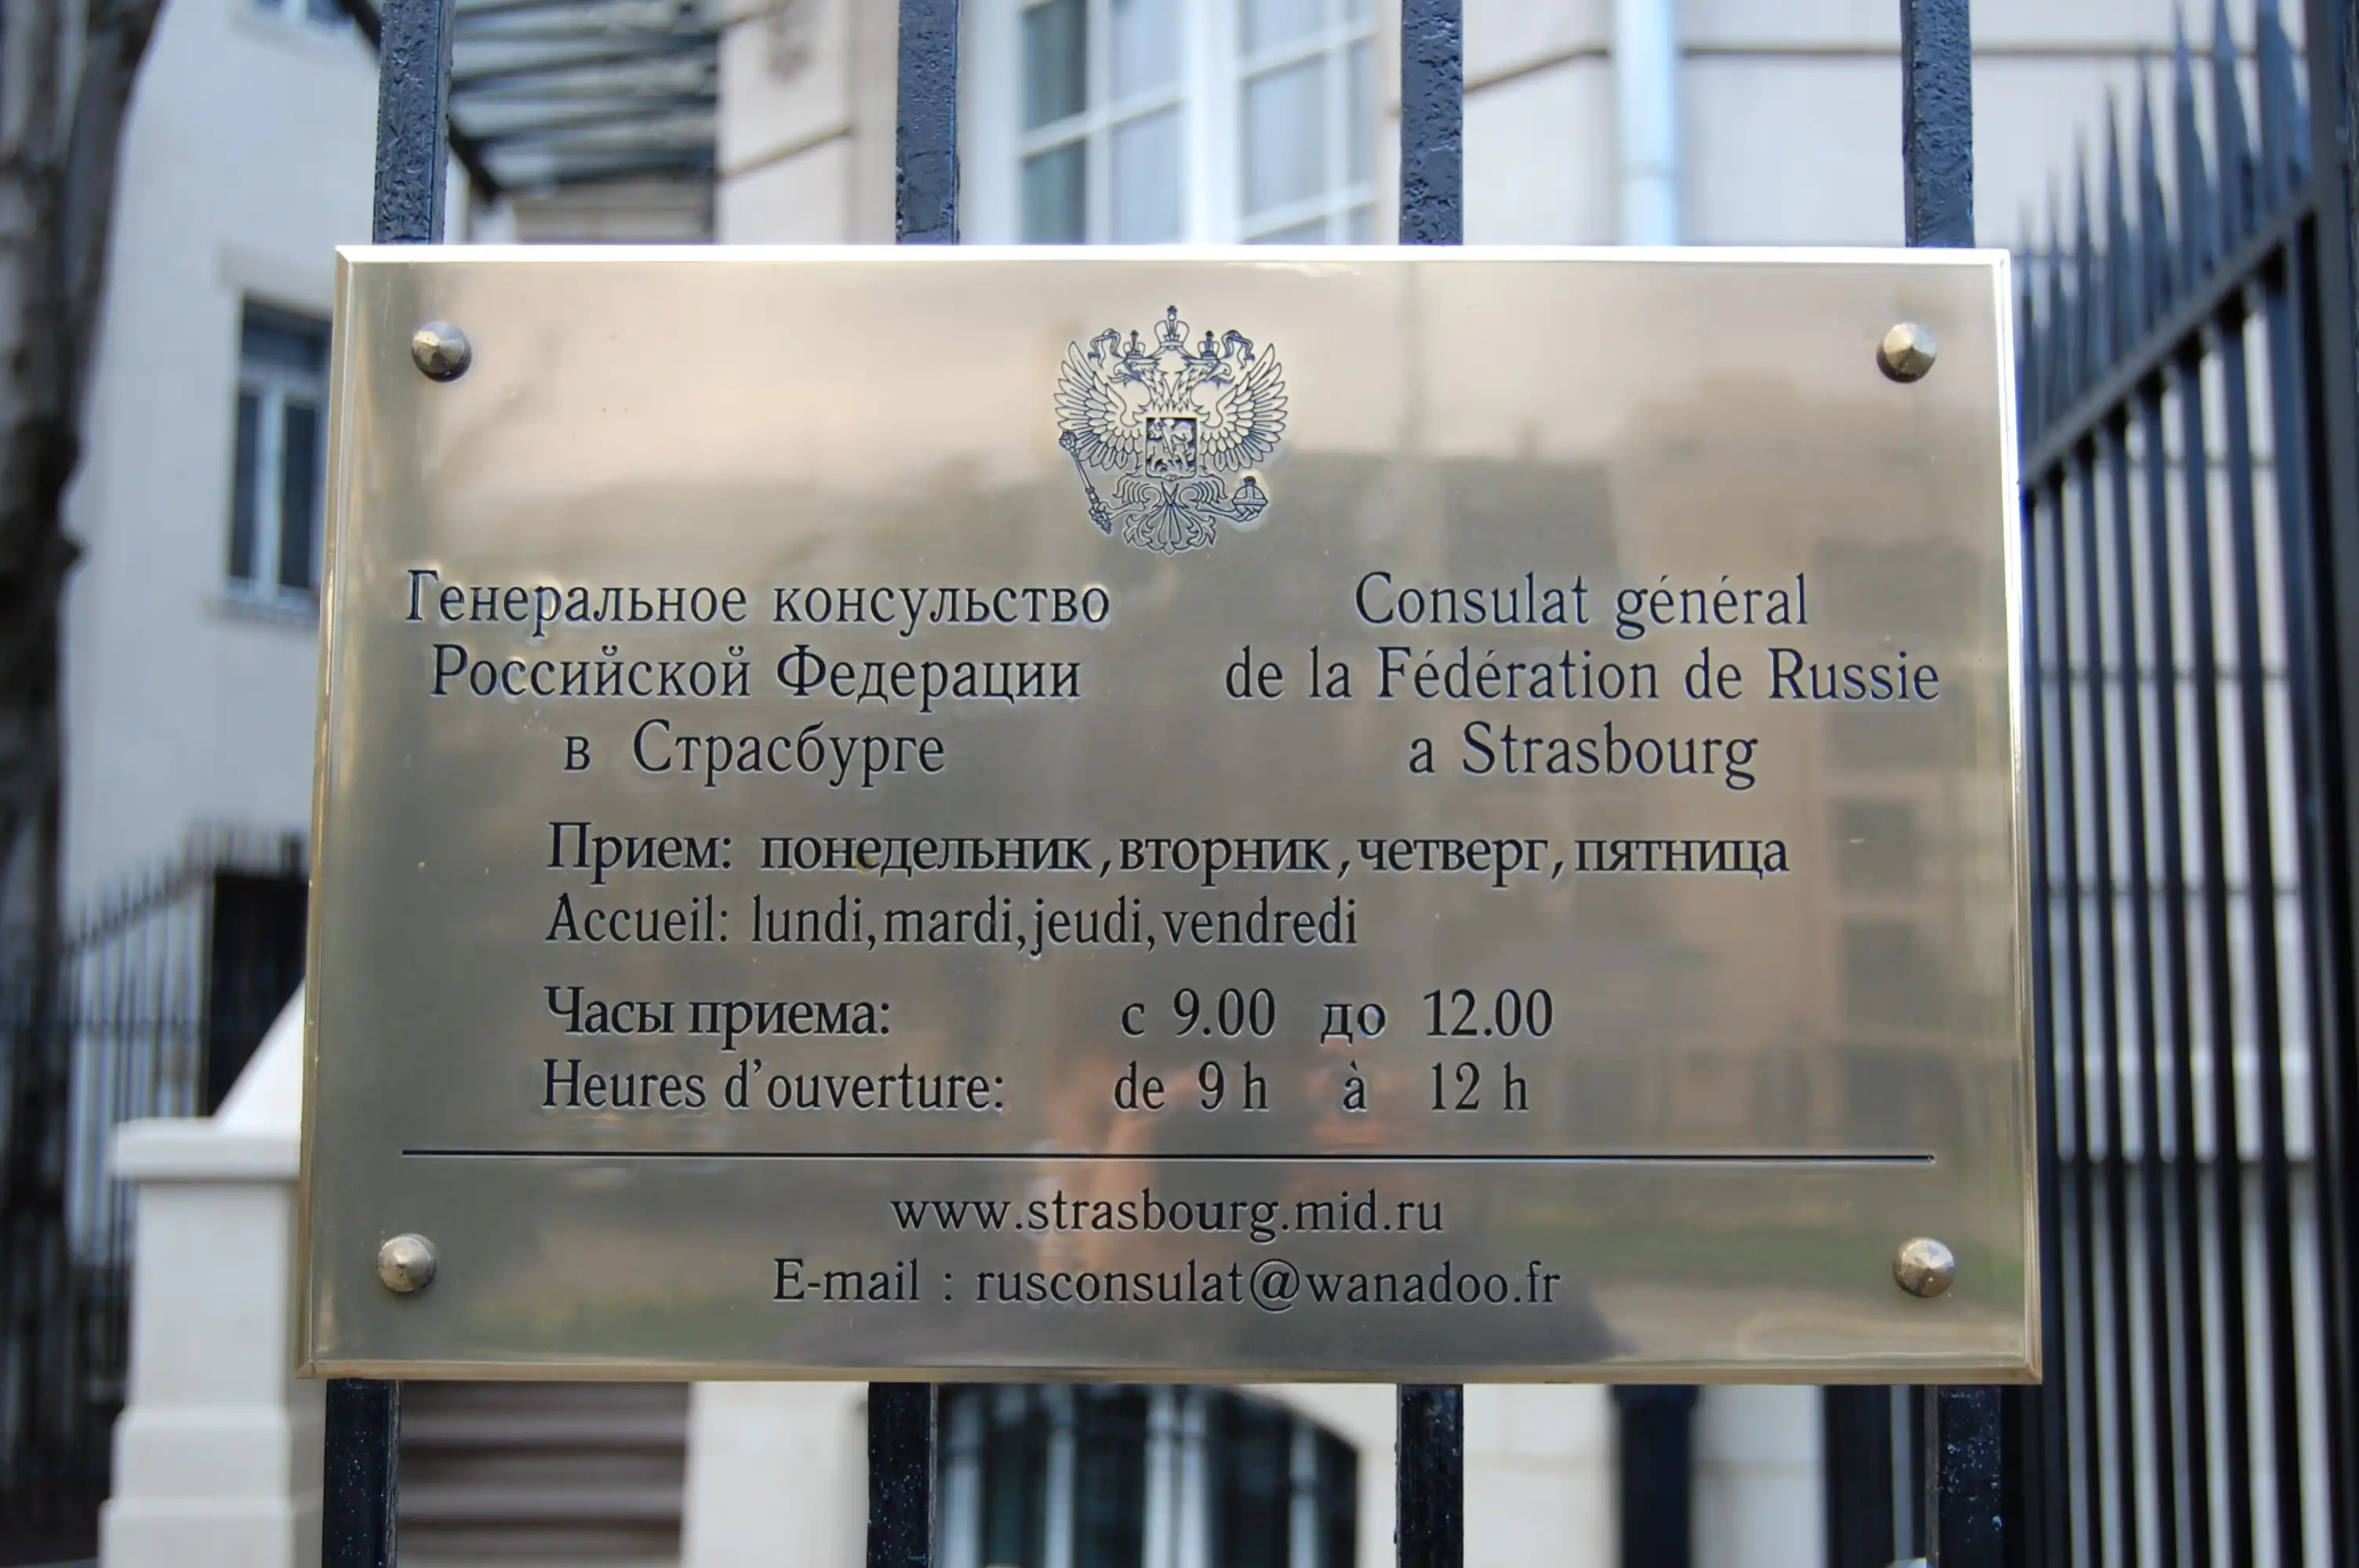 Генеральное консульство
Российской Федерации
в Страсбурге
Consulat général
de la Fédération de Russie
a Strasbourg
Прием: понедельник, вторник, четверг, пятница
Accueil: lundi, mardi, jeudi, vendredi
Часы приема: с 9.00 до 12.00
Heures d'ouverture: de 9 h à 12 h
www.strasbourg.mid.ru
E-mail : rusconsulat@wanadoo.fr